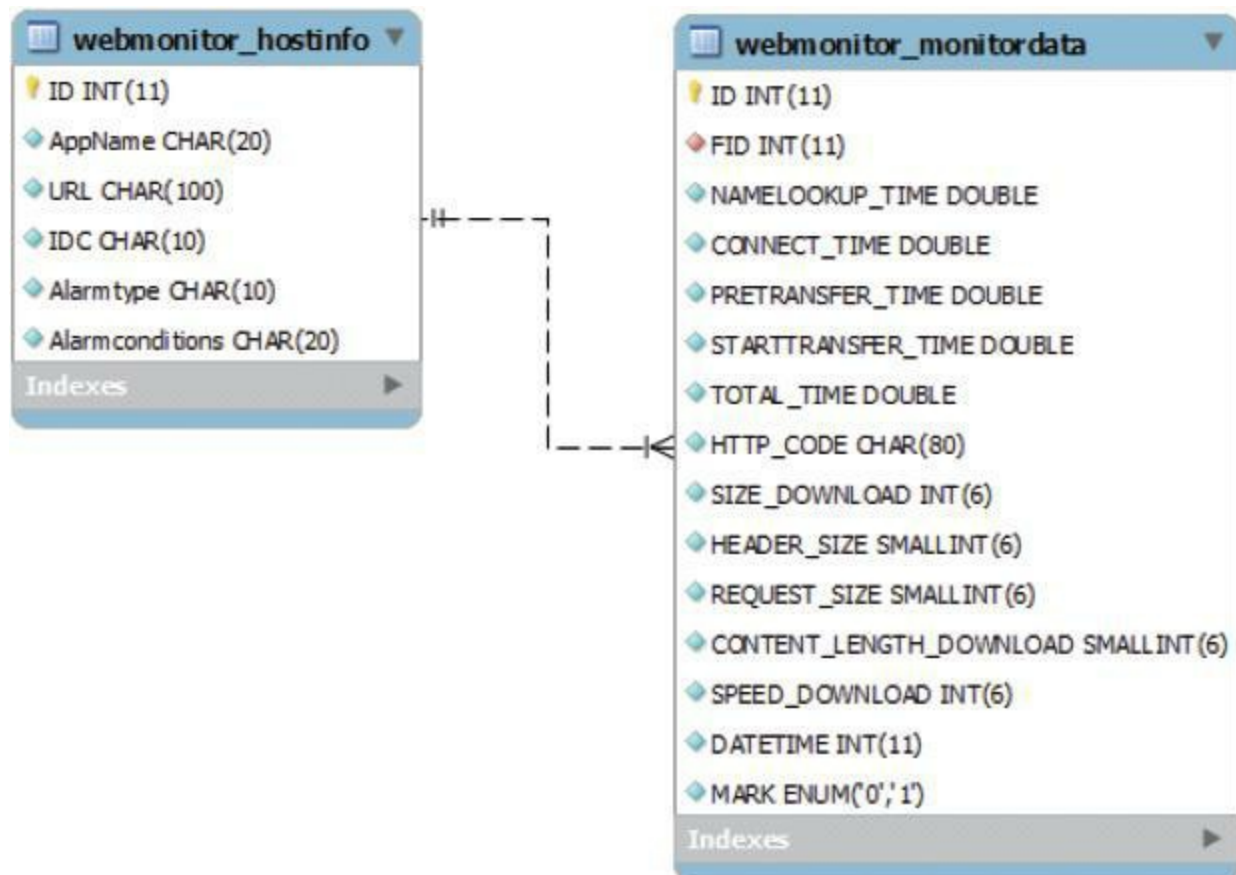 webmonitor_hostinfo
ID INT(11)
AppName CHAR(20)
URL CHAR(100)
IDC CHAR(10)
Alarmtype CHAR(10)
Alarmconditions CHAR(20)
Indexes
webmonitor_monitordata
ID INT(11)
FID INT(11)
NAMELOOKUP_TIME DOUBLE
CONNECT_TIME DOUBLE
PRETRANSFER_TIME DOUBLE
STARTTRANSFER_TIME DOUBLE
TOTAL_TIME DOUBLE
HTTP_CODE CHAR(80)
SIZE_DOWNLOAD INT(6)
HEADER_SIZE SMALLINT(6)
REQUEST_SIZE SMALLINT(6)
CONTENT_LENGTH_DOWNLOAD SMALLINT(6)
SPEED_DOWNLOAD INT(6)
DATETIME INT(11)
MARK ENUM('0','1')
Indexes